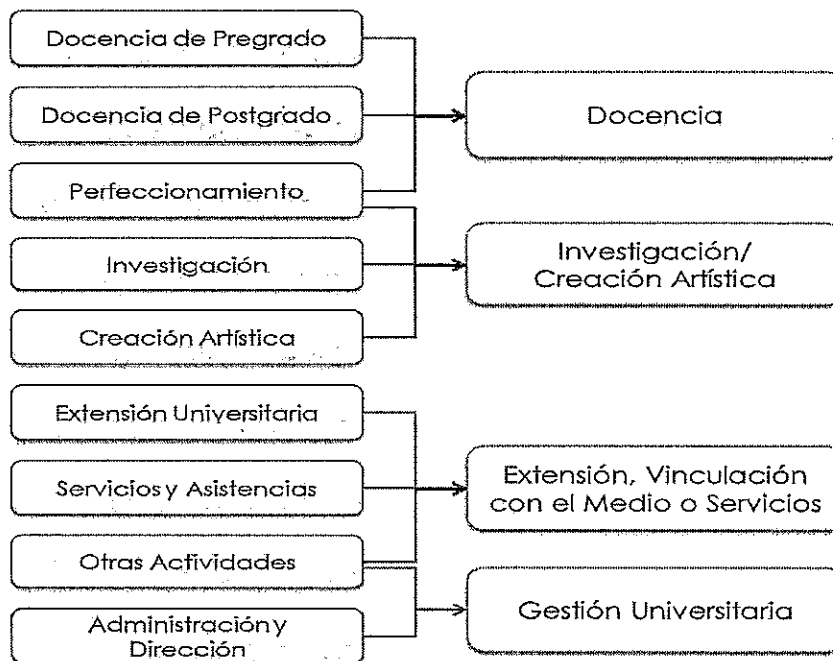 Docencia de Pregrado
Docencia de Postgrado
Perfeccionamiento
Investigación
Creación Artística
Extensión Universitaria
Servicios y Asistencias
Otras Actividades
Administración y
Dirección
Docencia
Investigación/
Creación Artística
Extensión, Vinculación
con el Medio o Servicios
Gestión Universitaria